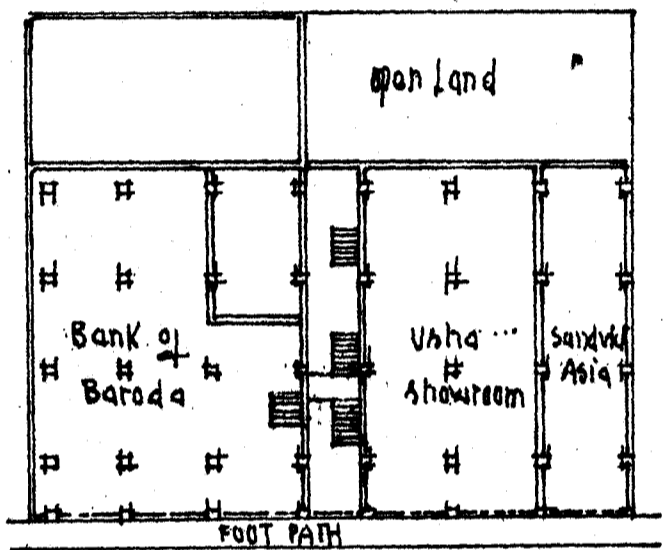 open Land
Bank of
Baroda
Usha ...
Showroom
Asia
FOOT PATH